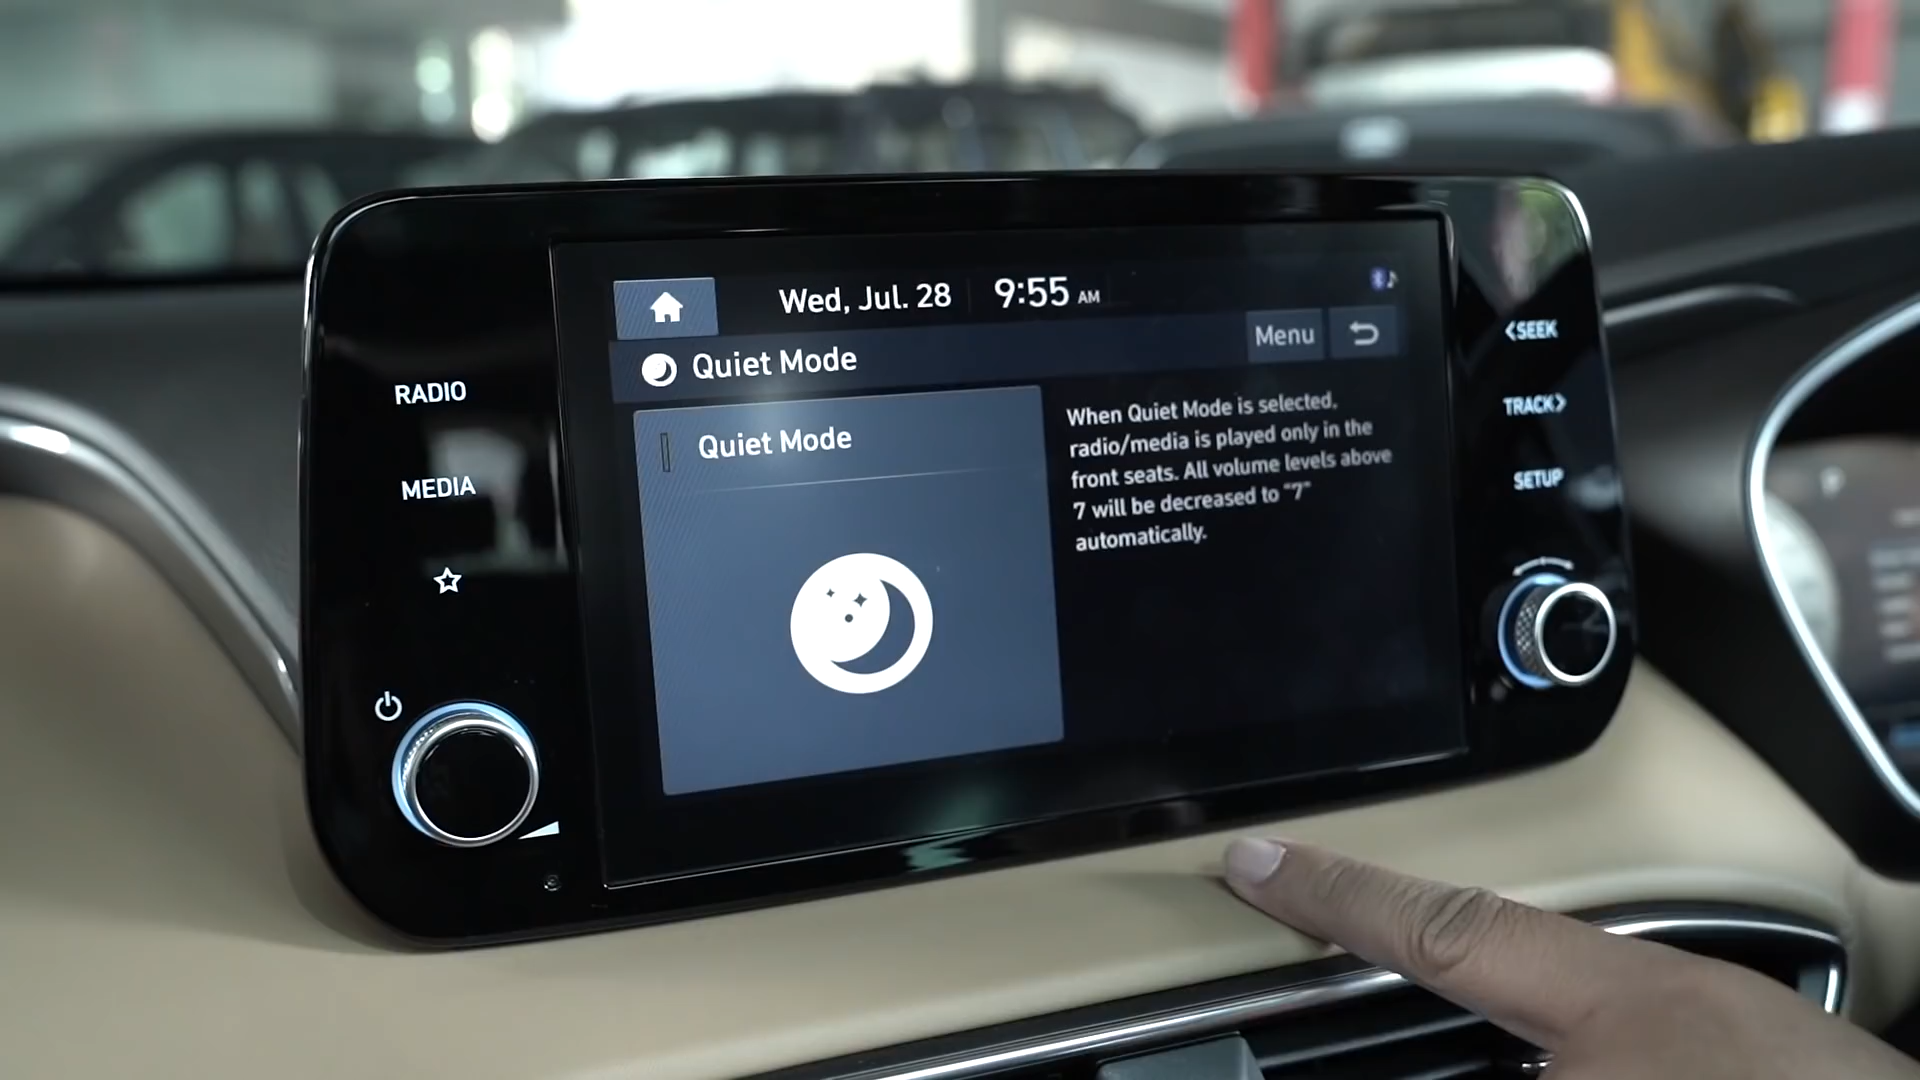 Wed, Jul. 28 9:55 AM
Menu
Quiet Mode
Quiet Mode
When Quiet Mode is selected,
radio/media is played only in the
front seats. All volume levels above
7 will be decreased to "7"
automatically.
RADIO
MEDIA
<SEEK
TRACK>
SETUP